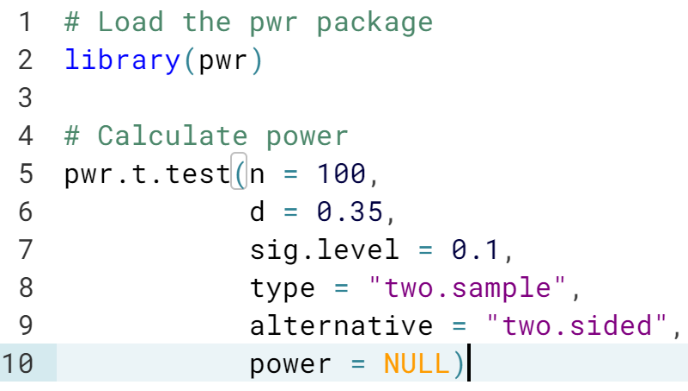 1 # Load the pwr package
2 library(pwr)
3
4 # Calculate power
5 pwr.t.test(n = 100,
6 d = 0.35,
7 sig.level = 0.1,
8 type = "two.sample",
9 alternative = "two.sided",
10 power = NULL)